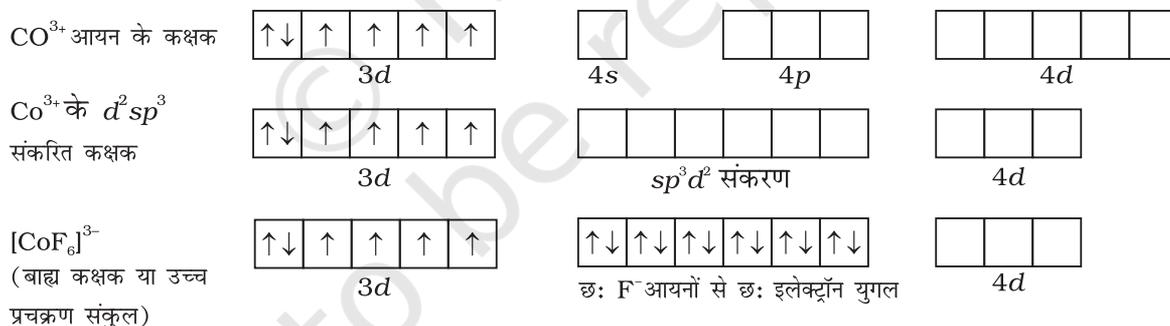 CO³⁺ आयन के कक्षक
↑↓ ↑ ↑ ↑ ↑
3d 4s 4p 4d
Co³⁺ के d²sp³
संकरित कक्षक
↑↓ ↑ ↑ ↑ ↑
3d sp³d² संकरण 4d
[CoF₆]³⁻
(बाह्य कक्षक या उच्च
प्रचक्रण संकुल)
↑↓ ↑ ↑ ↑ ↑ ↑↓ ↑↓ ↑↓ ↑↓ ↑↓ ↑↓
3d छः F⁻आयनों से छः इलेक्ट्रॉन युगल 4d